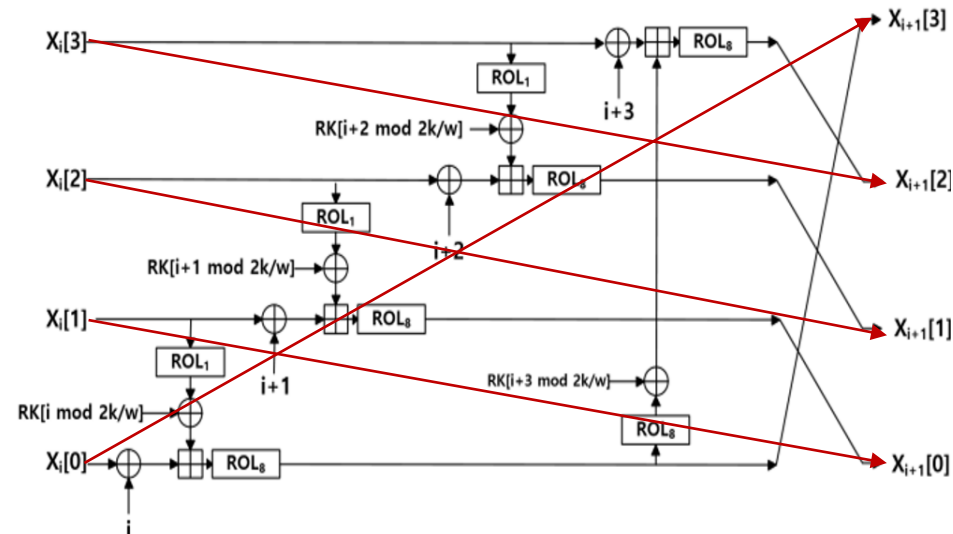 Xᵢ₊₁[3]
Xᵢ[3]
ROL₈
ROL₁
i+3
RK[i+2 mod 2k/w]
Xᵢ[2]
ROL₈
Xᵢ₊₁[2]
ROL₁
i+2
RK[i+1 mod 2k/w]
Xᵢ[1]
ROL₈
Xᵢ₊₁[1]
ROL₁
i+1
RK[i+3 mod 2k/w]
RK[i mod 2k/w]
ROL₈
Xᵢ[0]
ROL₈
Xᵢ₊₁[0]
i